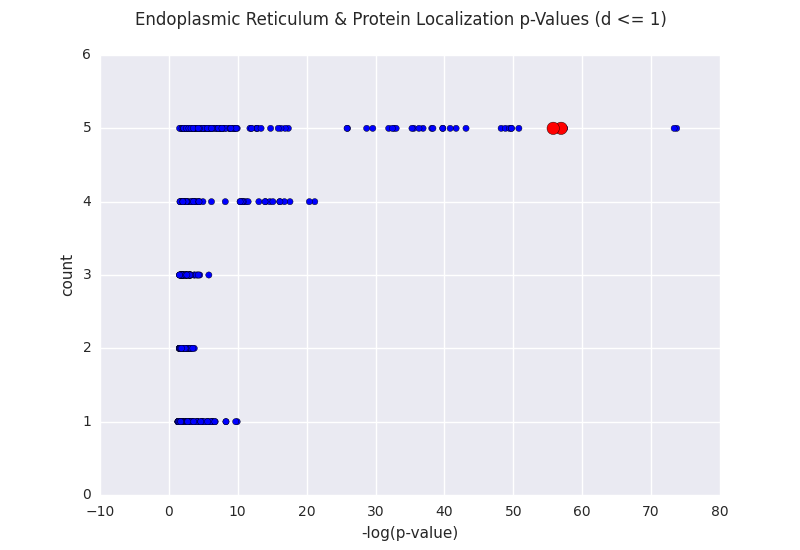 Endoplasmic Reticulum & Protein Localization p-Values (d <= 1)
6
5
4
3
2
1
0
count
−10 0 10 20 30 40 50 60 70 80
-log(p-value)